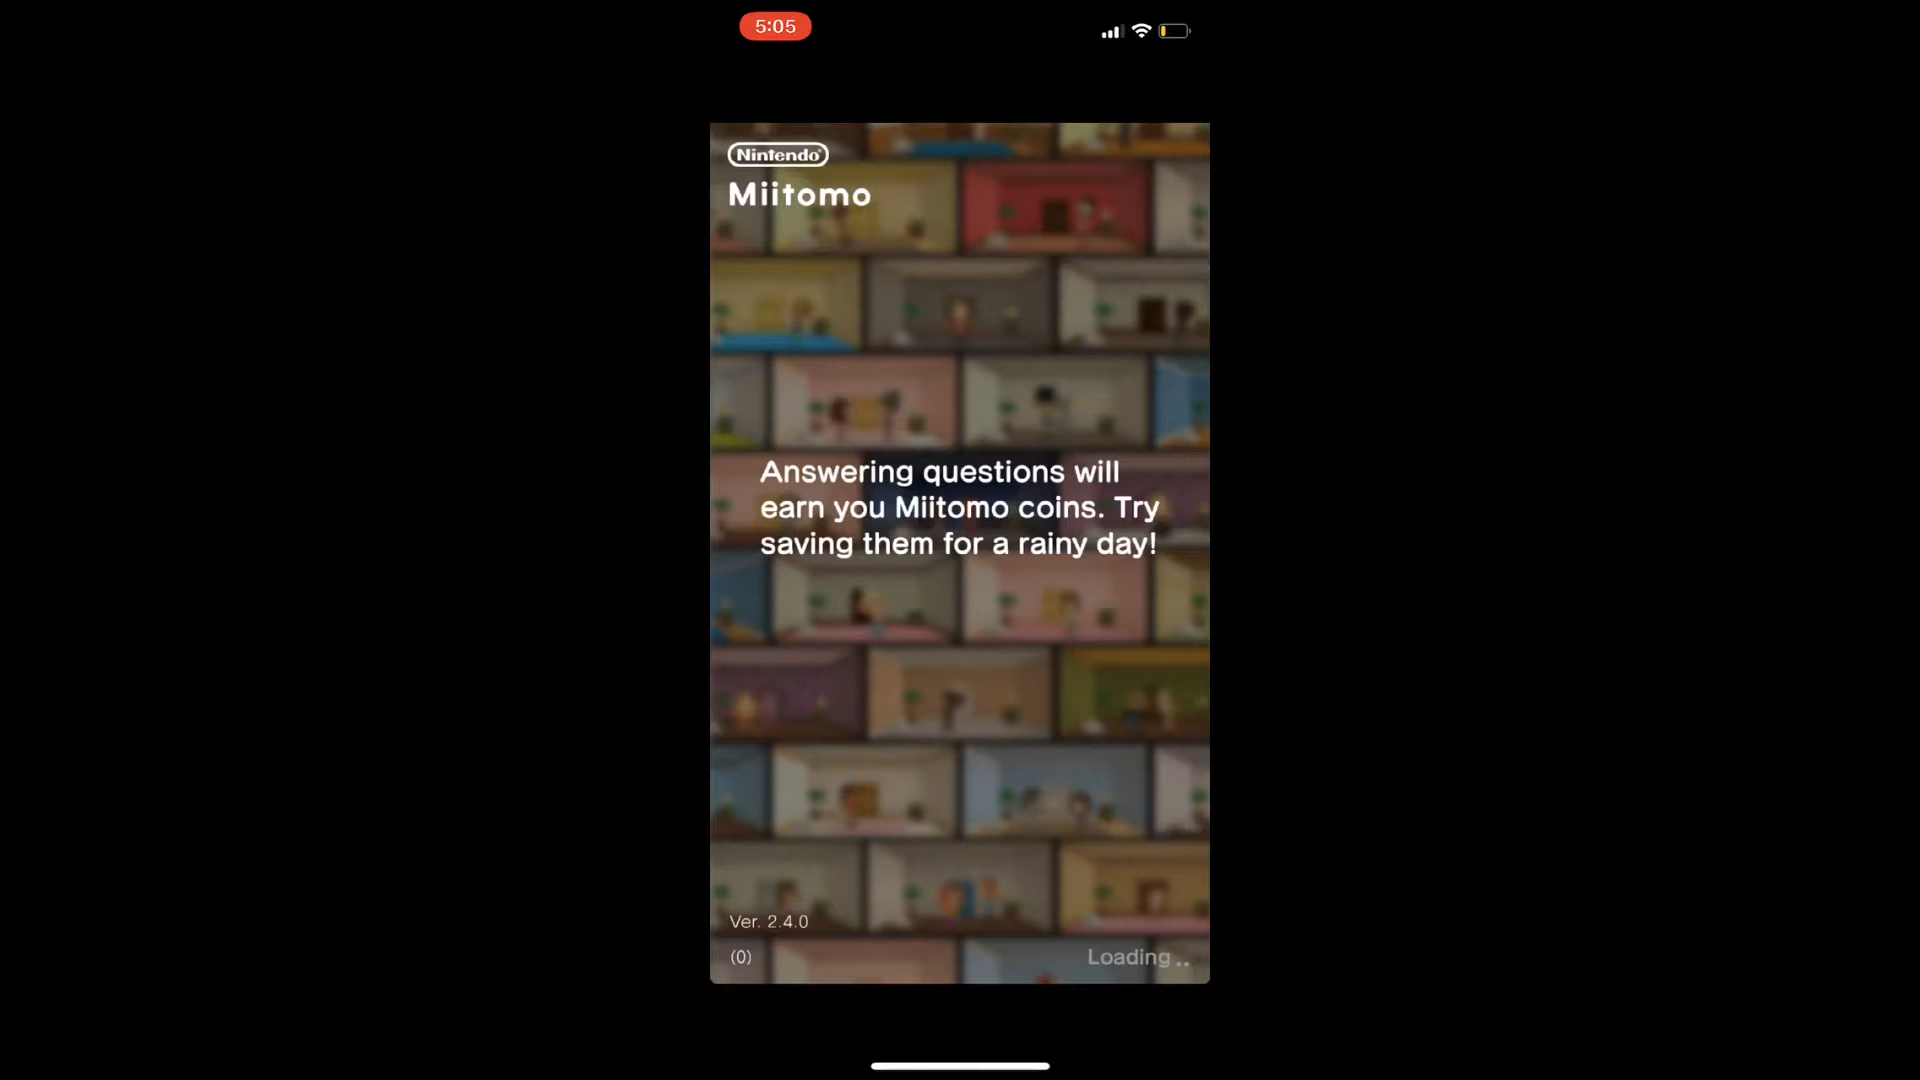 5:05
Nintendo
Miitomo
Answering questions will
earn you Miitomo coins. Try
saving them for a rainy day!
Ver. 2.4.0
(0)
Loading..